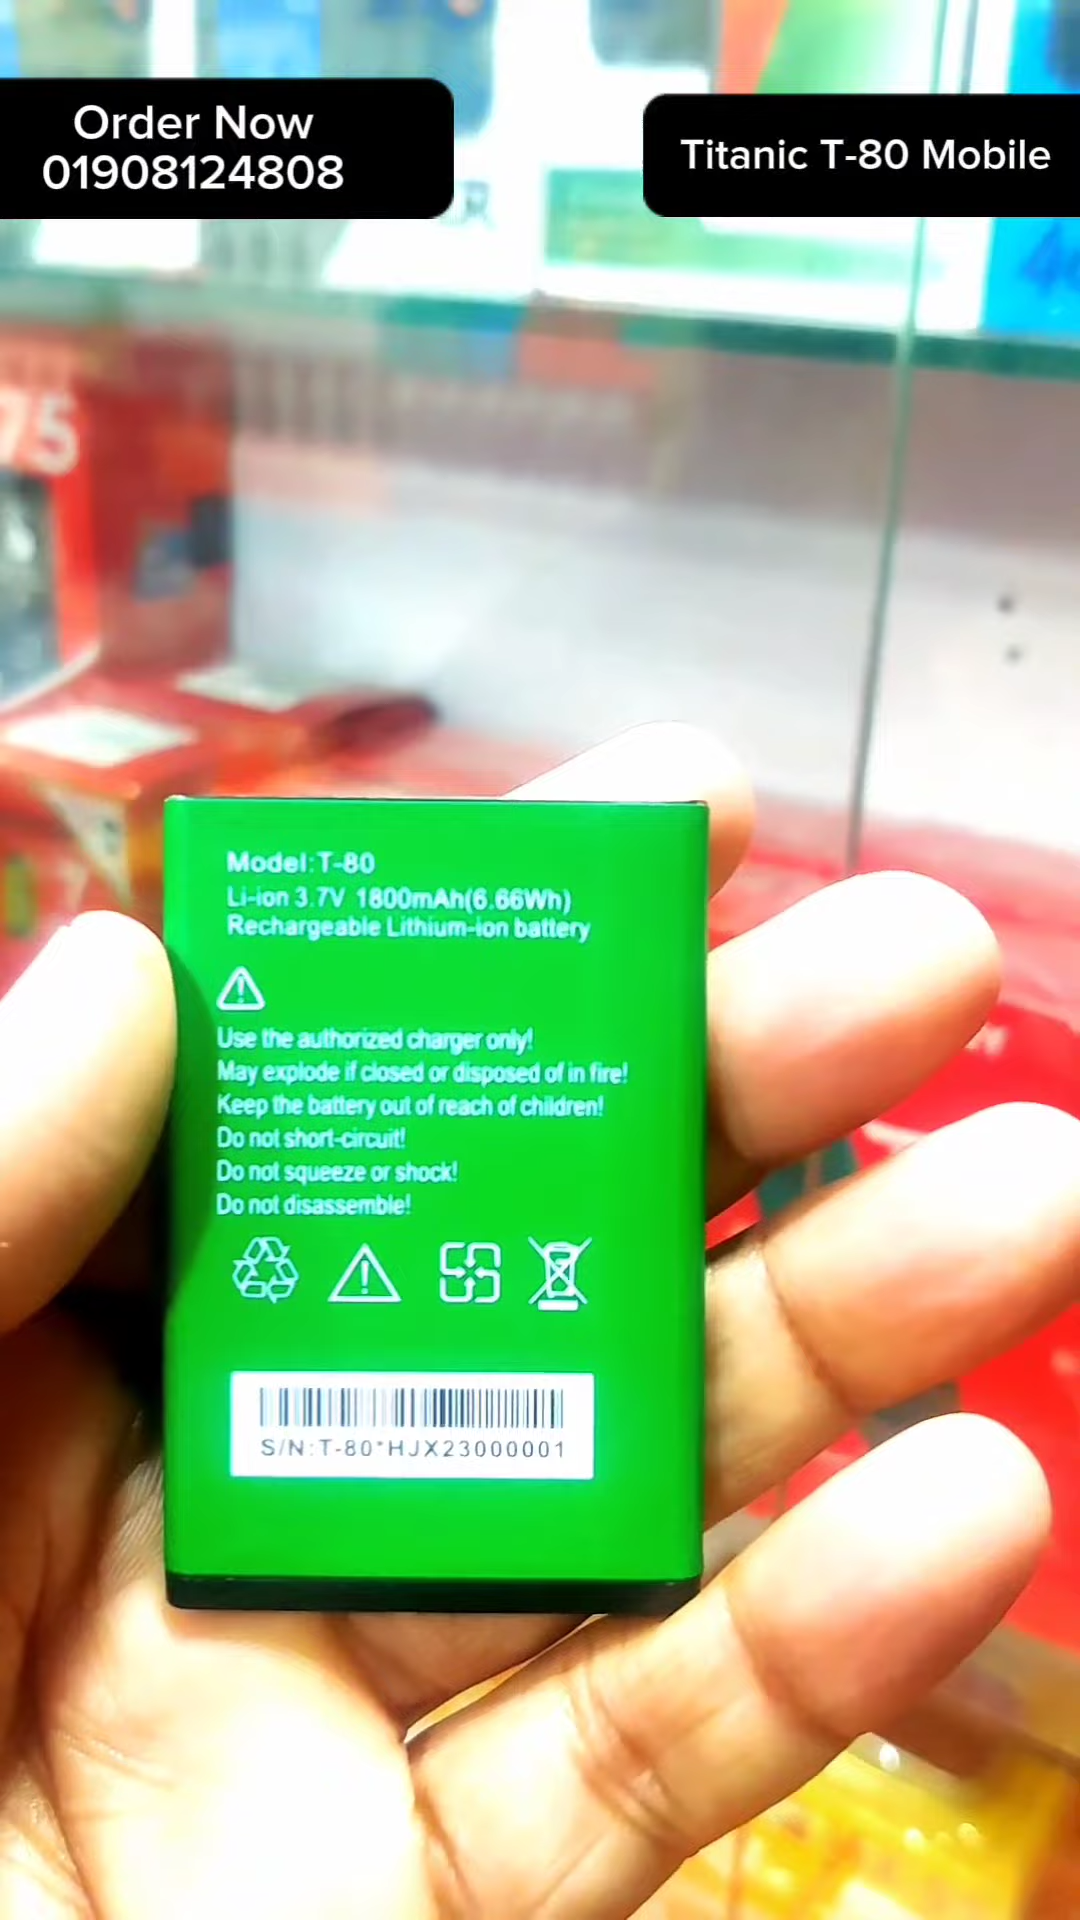 Order Now
01908124808
Titanic T-80 Mobile
75
Model:T-80
Li-ion 3.7V 1800mAh(6.66Wh)
Rechargeable Lithium-ion battery
Use the authorized charger only!
May explode if closed or disposed of in fire!
Keep the battery out of reach of children!
Do not short-circuit!
Do not squeeze or shock!
Do not disassemble!
S/N:T-80*HJX23000001